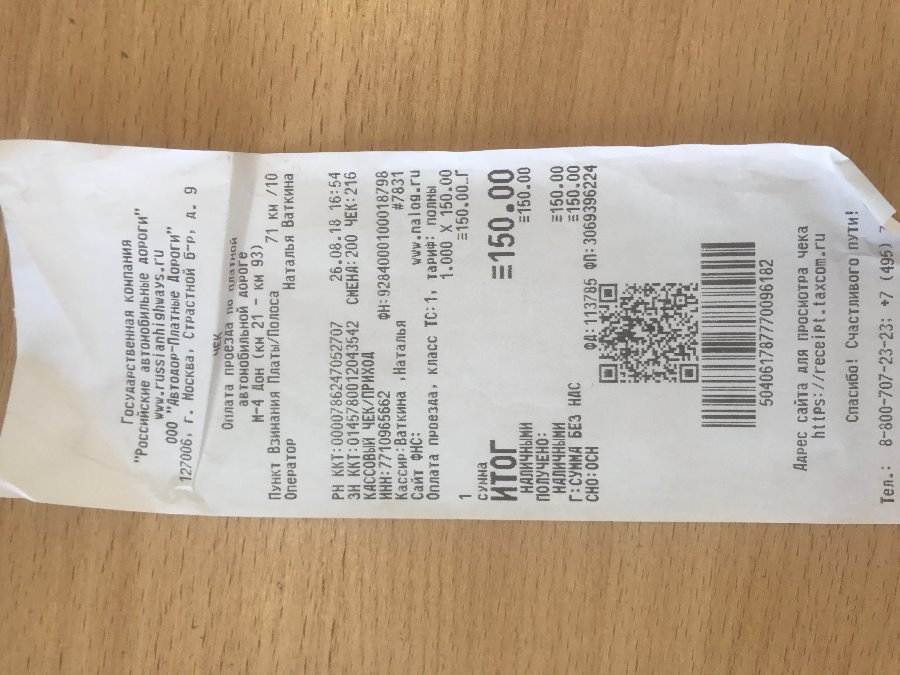 Государственная компания
"Российские автомобильные дороги"
www.russianhighways.ru
ООО "Автодор-Платные Дороги"
127006, г. Москва, Страстной б-р, д. 9
ЧЕК
Оплата проезда по платной
автомобильной дороге
М-4 дон (км 21 - км 93)
Пункт Взимания Платы/Полоса 71 км /10
Оператор Наталья Ваткина
РН ККТ:0000786247052707 26.08.18 16:54
ЗН ККТ:0145780012043542 СМЕНА:200 ЧЕК:216
КАССОВЫЙ ЧЕК/ПРИХОД
ИНН:7710965662 ФН:9284000100018798
Кассир:Ваткина ,Наталья #7831
Сайт ФНС: www.nalog.ru
Оплата проезда, класс ТС:1, тариф: полны
1.000 X 150.00
1 ≡150.00_Г
СУММА
ИТОГ ≡150.00
НАЛИЧНЫМИ ≡150.00
ПОЛУЧЕНО:
НАЛИЧНЫМИ ≡150.00
Г:СУММА БЕЗ НДС ≡150.00
СНО:ОСН ФД:113785 ФП:3069396224
504061787770096182
Адрес сайта для просмотра чека
https://receipt.taxcom.ru
Спасибо! Счастливого пути!
Тел.: 8-800-707-23-23; +7 (495)